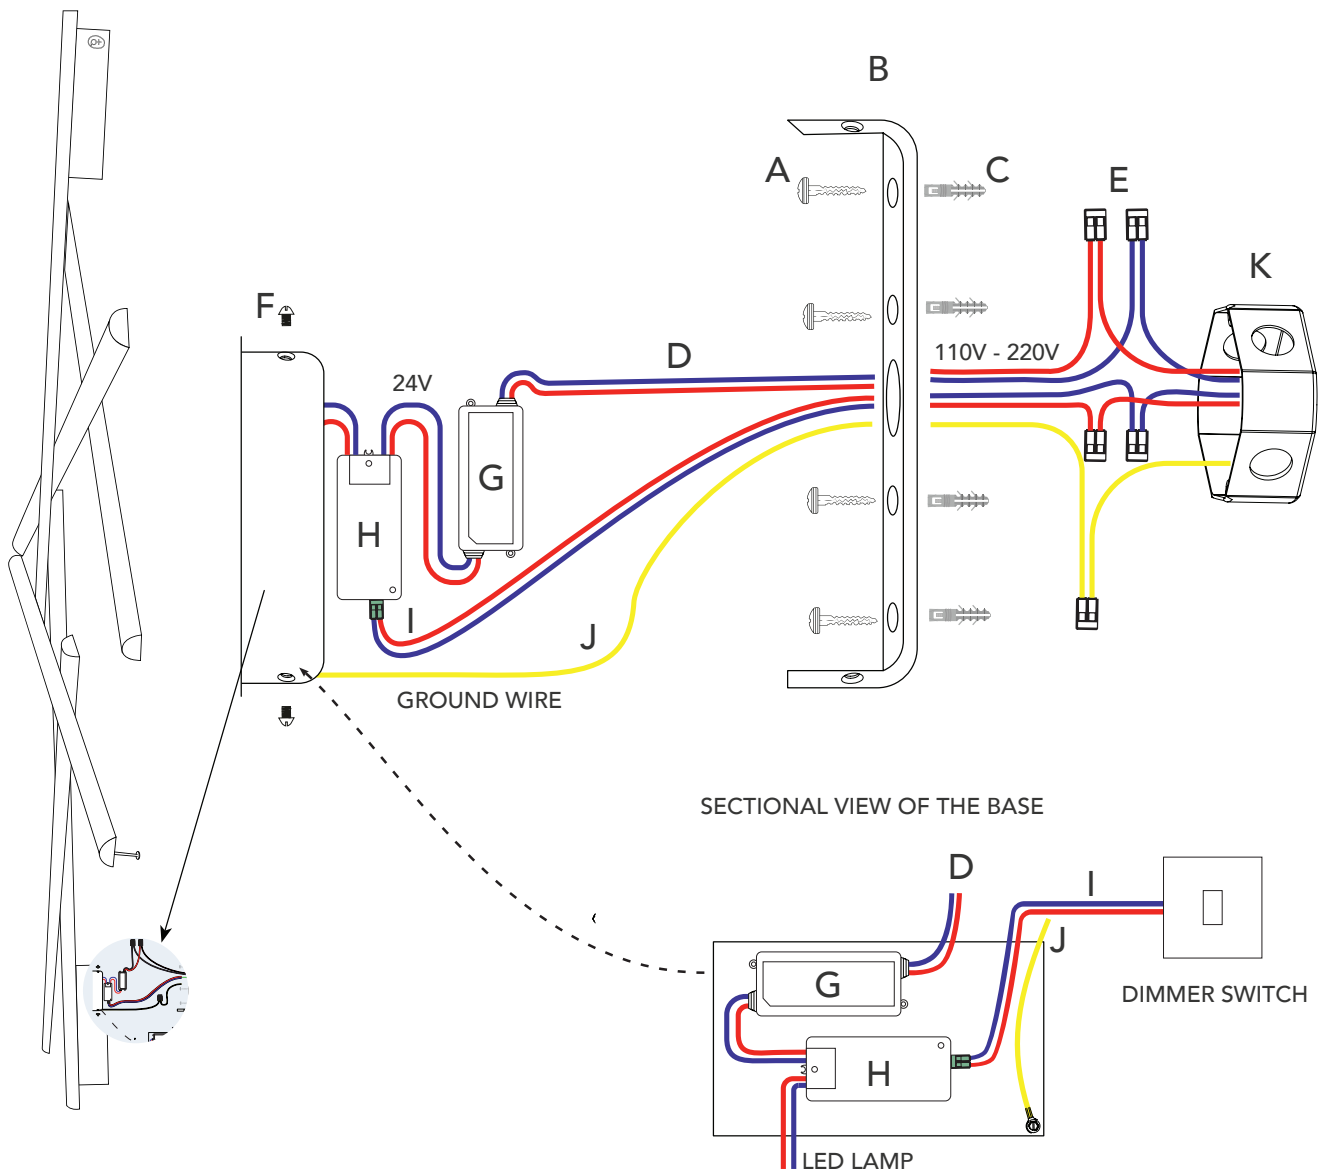 B
A
C
E
K
F
D
110V - 220V
24V
G
H
I
J
GROUND WIRE
SECTIONAL VIEW OF THE BASE
D
I
J
G
DIMMER SWITCH
H
LED LAMP